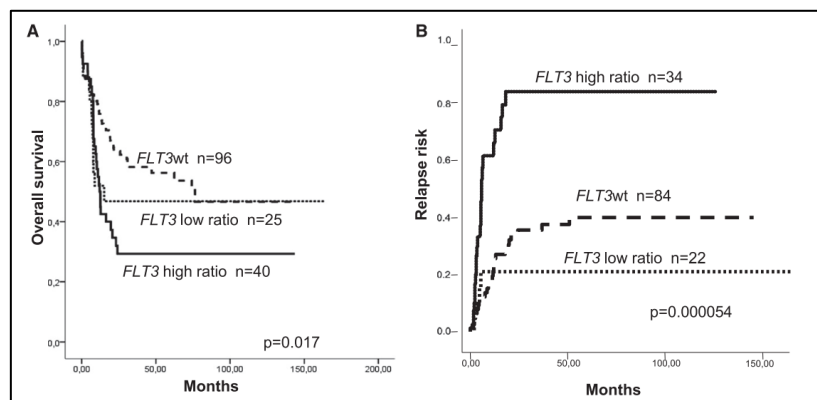 A
1,0
0,8
0,6
0,4
0,2
0,0
Overall survival
FLT3wt n=96
FLT3 low ratio n=25
FLT3 high ratio n=40
p=0.017
0,00 50,00 100,00 150,00 200,00
Months
B
1.0
0.8
0.6
0.4
0.2
0.0
Relapse risk
FLT3 high ratio n=34
FLT3wt n=84
FLT3 low ratio n=22
p=0.000054
0,00 50,00 100,00 150,00
Months